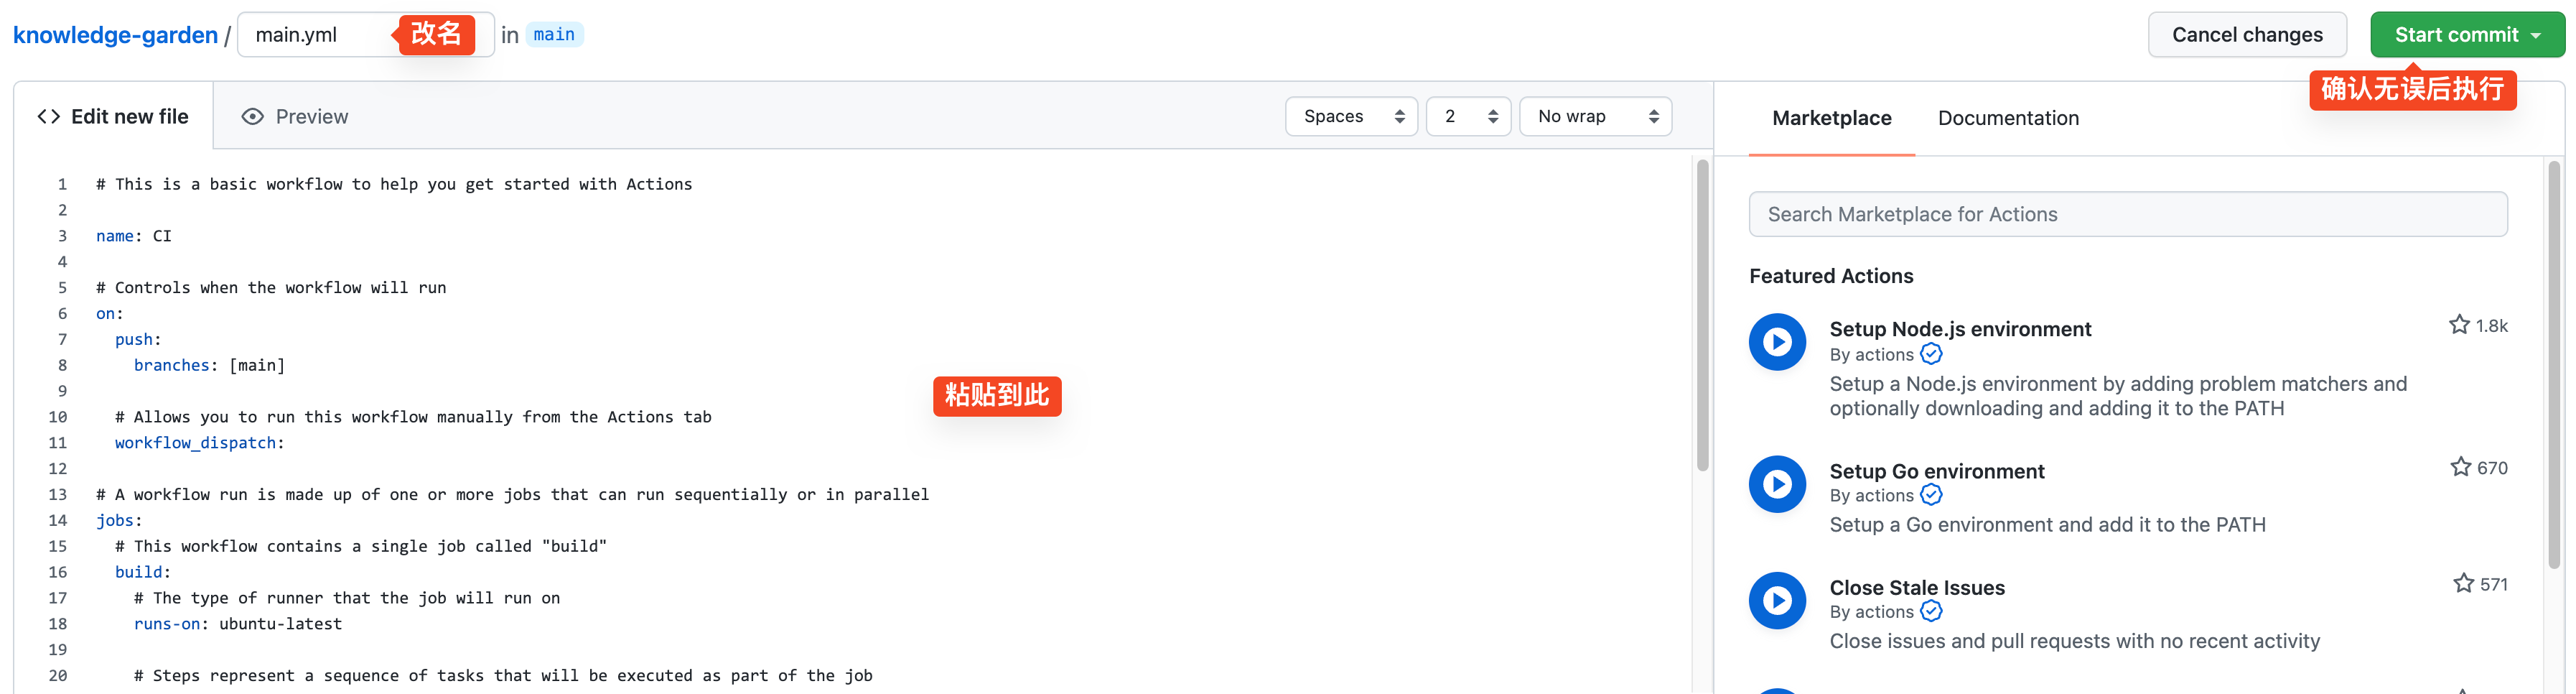 knowledge-garden / main.yml 改名 in main
Cancel changes
Start commit
确认无误后执行
Edit new file
Preview
Spaces
2
No wrap
Marketplace
Documentation
1 # This is a basic workflow to help you get started with Actions
2
3 name: CI
4
5 # Controls when the workflow will run
6 on:
7 push:
8 branches: [main]
9
10 # Allows you to run this workflow manually from the Actions tab
11 workflow_dispatch:
12
13 # A workflow run is made up of one or more jobs that can run sequentially or in parallel
14 jobs:
15 # This workflow contains a single job called "build"
16 build:
17 # The type of runner that the job will run on
18 runs-on: ubuntu-latest
19
20 # Steps represent a sequence of tasks that will be executed as part of the job
粘贴到此
Search Marketplace for Actions
Featured Actions
Setup Node.js environment
1.8k
By actions
Setup a Node.js environment by adding problem matchers and
optionally downloading and adding it to the PATH
Setup Go environment
670
By actions
Setup a Go environment and add it to the PATH
Close Stale Issues
571
By actions
Close issues and pull requests with no recent activity